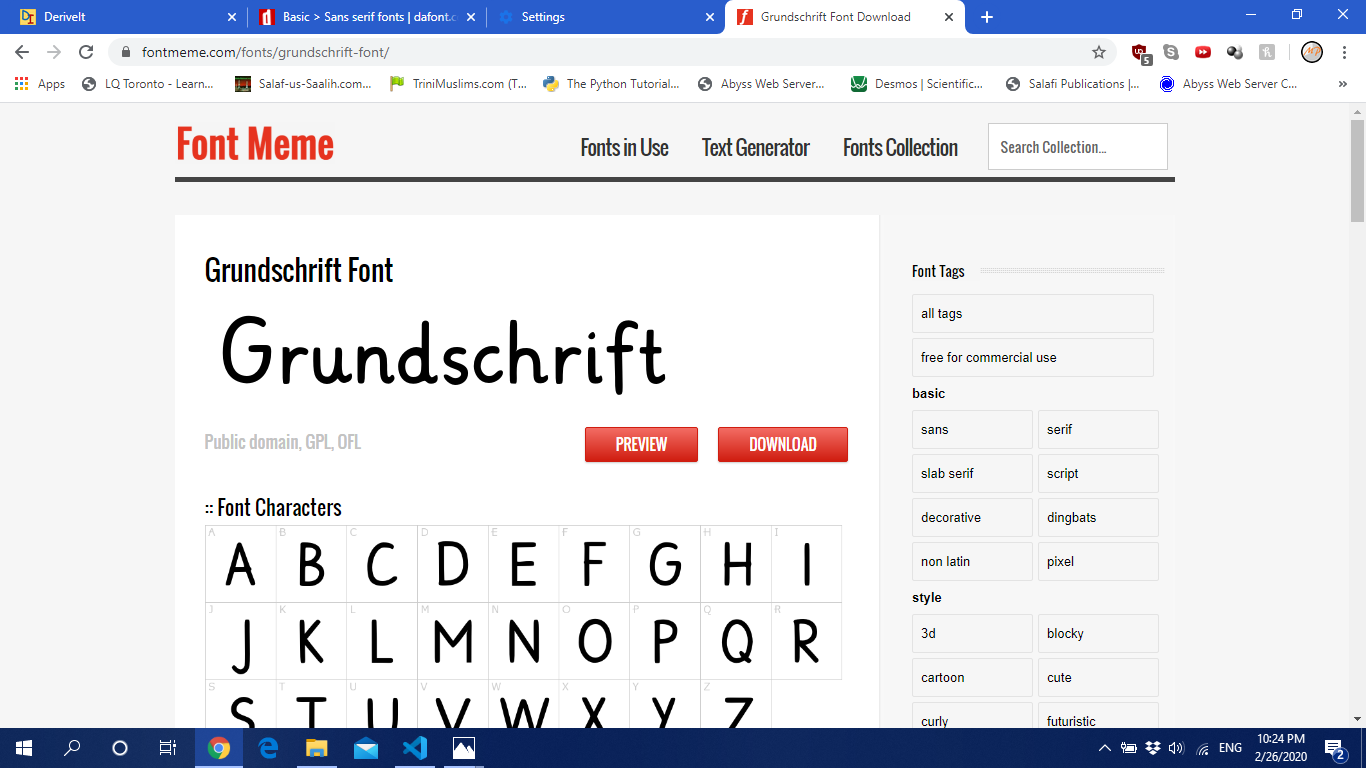 DeriveIt
Basic > Sans serif fonts | dafont.c
Settings
Grundschrift Font Download
fontmeme.com/fonts/grundschrift-font/
5
Apps
LQ Toronto - Learn...
Salaf-us-Saalih.com...
TriniMuslims.com (T...
The Python Tutorial...
Abyss Web Server...
Desmos | Scientific...
Salafi Publications |...
Abyss Web Server C...
»
Font Meme
Fonts in Use
Text Generator
Fonts Collection
Search Collection...
Grundschrift Font
Grundschrift
Public domain, GPL, OFL
PREVIEW
DOWNLOAD
:: Font Characters
A B C D E F G H I
A B C D E F G H I
J K L M N O P Q R
J K L M N O P Q R
S T U V W X Y Z
S T U V W X Y Z
Font Tags
all tags
free for commercial use
basic
sans
serif
slab serif
script
decorative
dingbats
non latin
pixel
style
3d
blocky
cartoon
cute
curly
futuristic
ENG
10:24 PM
2/26/2020
2